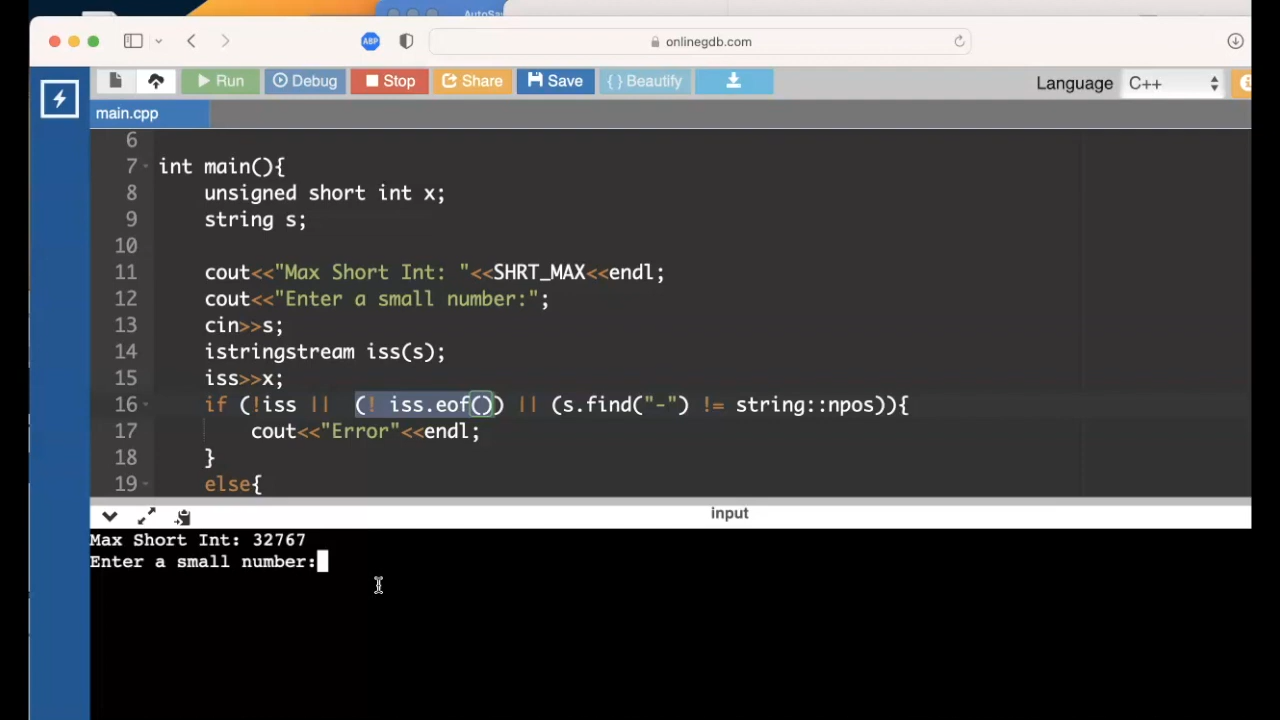 AutoSav
ABP
onlinegdb.com
Run
Debug
Stop
Share
Save
{ } Beautify
Language C++
main.cpp
6
7 int main(){
8 unsigned short int x;
9 string s;
10
11 cout<<"Max Short Int: "<<SHRT_MAX<<endl;
12 cout<<"Enter a small number:";
13 cin>>s;
14 istringstream iss(s);
15 iss>>x;
16 if (!iss || (! iss.eof()) || (s.find("-") != string::npos)){
17 cout<<"Error"<<endl;
18 }
19 else{
input
Max Short Int: 32767
Enter a small number: